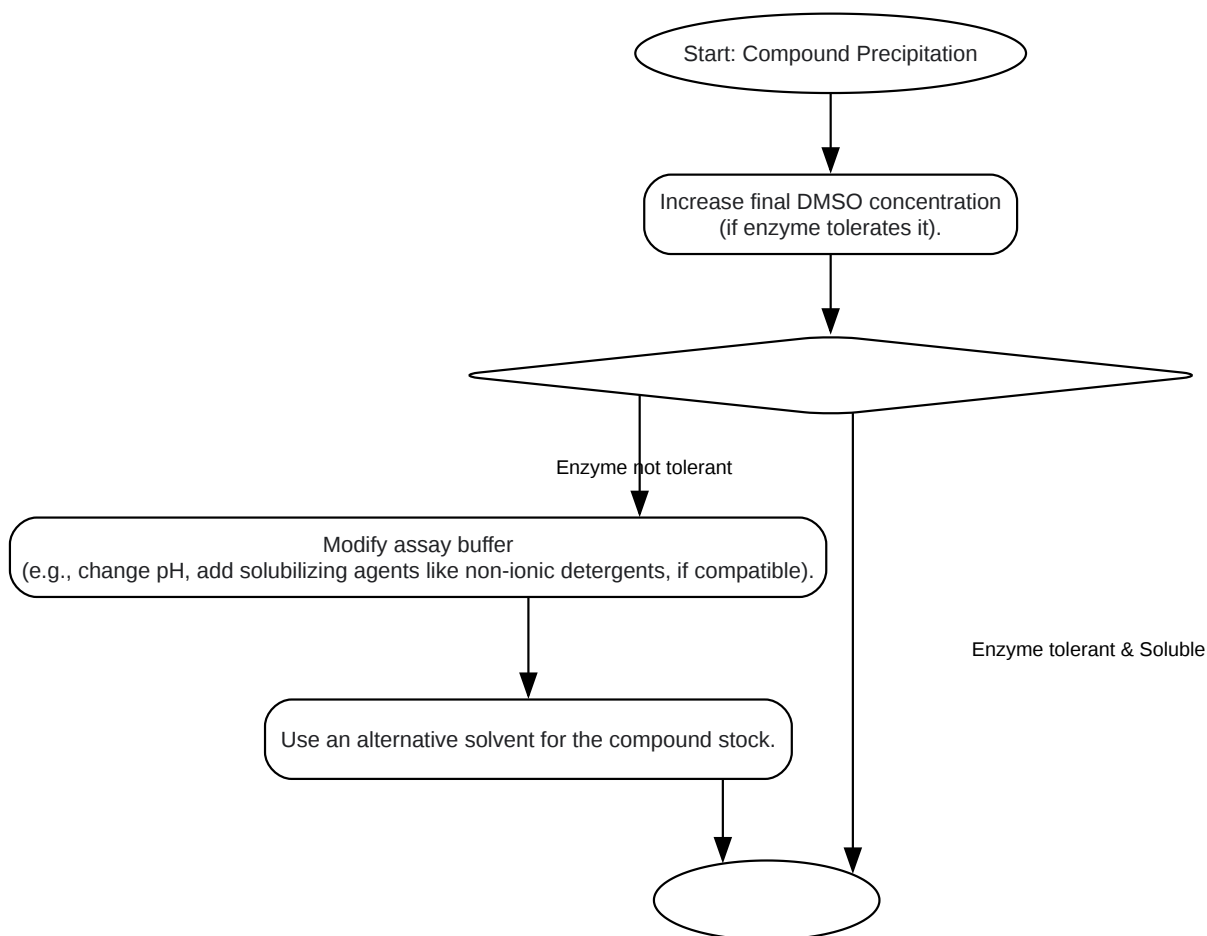 Start: Compound Precipitation
Increase final DMSO concentration
(if enzyme tolerates it).
Enzyme not tolerant
Modify assay buffer
(e.g., change pH, add solubilizing agents like non-ionic detergents, if compatible).
Enzyme tolerant & Soluble
Use an alternative solvent for the compound stock.